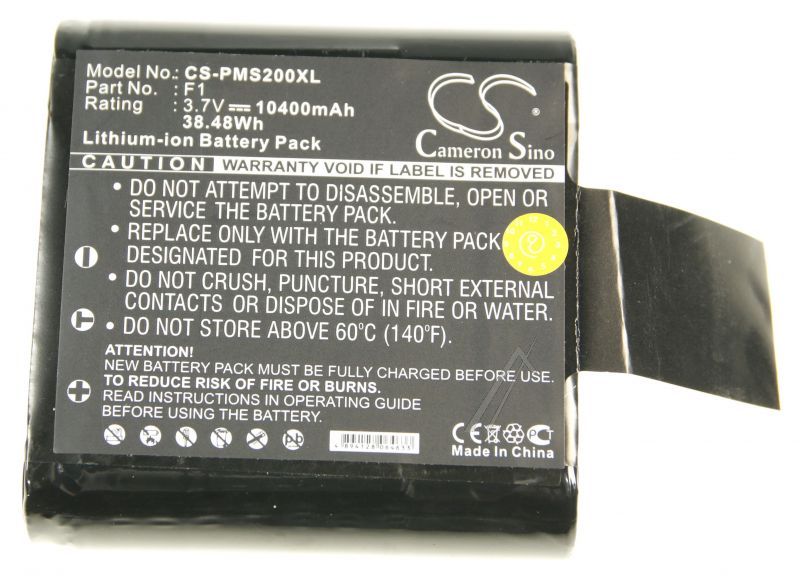 Model No.: CS-PMS200XL
Part No. : F1
Rating : 3.7V 10400mAh
38.48Wh
Lithium-ion Battery Pack
CS
Cameron Sino
CAUTION WARRANTY VOID IF LABEL IS REMOVED
• DO NOT ATTEMPT TO DISASSEMBLE, OPEN OR
SERVICE THE BATTERY PACK.
• REPLACE ONLY WITH THE BATTERY PACK
DESIGNATED FOR THIS PRODUCT.
• DO NOT CRUSH, PUNCTURE, SHORT EXTERNAL
CONTACTS OR DISPOSE OF IN FIRE OR WATER.
• DO NOT STORE ABOVE 60°C (140°F).
ATTENTION!
NEW BATTERY PACK MUST BE FULLY CHARGED BEFORE USE.
TO REDUCE RISK OF FIRE OR BURNS.
READ INSTRUCTIONS IN OPERATING GUIDE
BEFORE USING THE BATTERY.
CE
Made In China